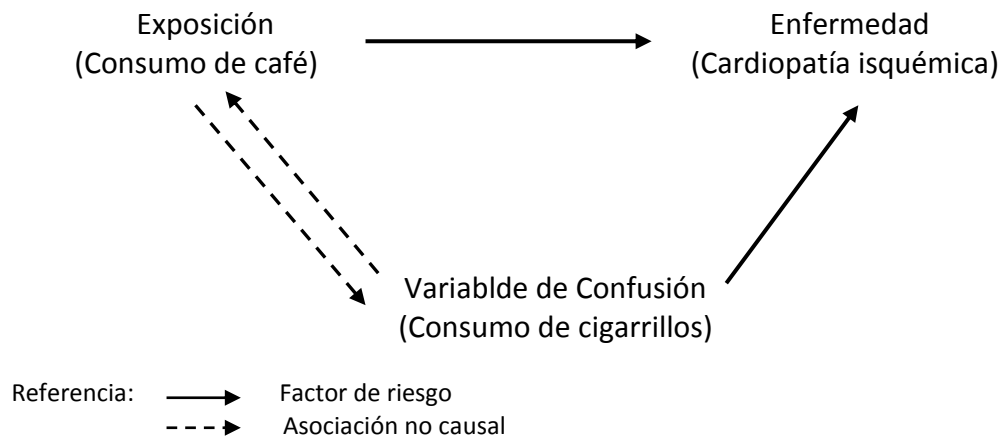 Exposición
(Consumo de café)
Enfermedad
(Cardiopatía isquémica)
Variablde de Confusión
(Consumo de cigarrillos)
Referencia:
Factor de riesgo
Asociación no causal